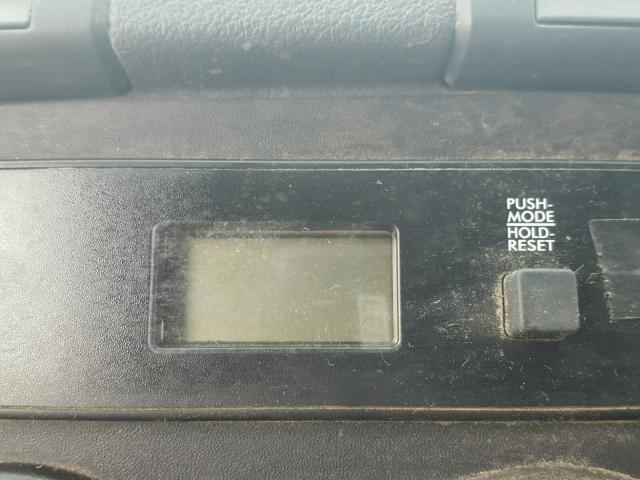 PUSH-
MODE
HOLD-
RESET